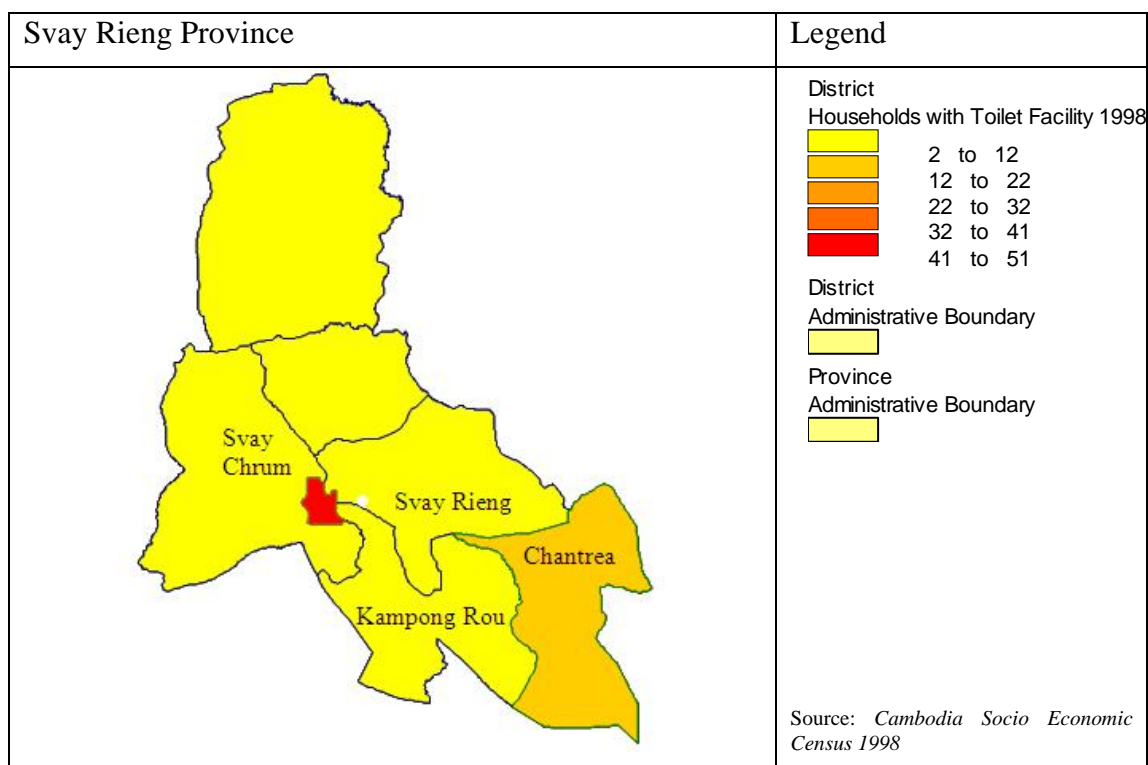 Svay Rieng Province
Legend
Svay
Chrum
Svay Rieng
Chantrea
Kampong Rou
District
Households with Toilet Facility 1998
2 to 12
12 to 22
22 to 32
32 to 41
41 to 51
District
Administrative Boundary
Province
Administrative Boundary
Source: Cambodia Socio Economic
Census 1998